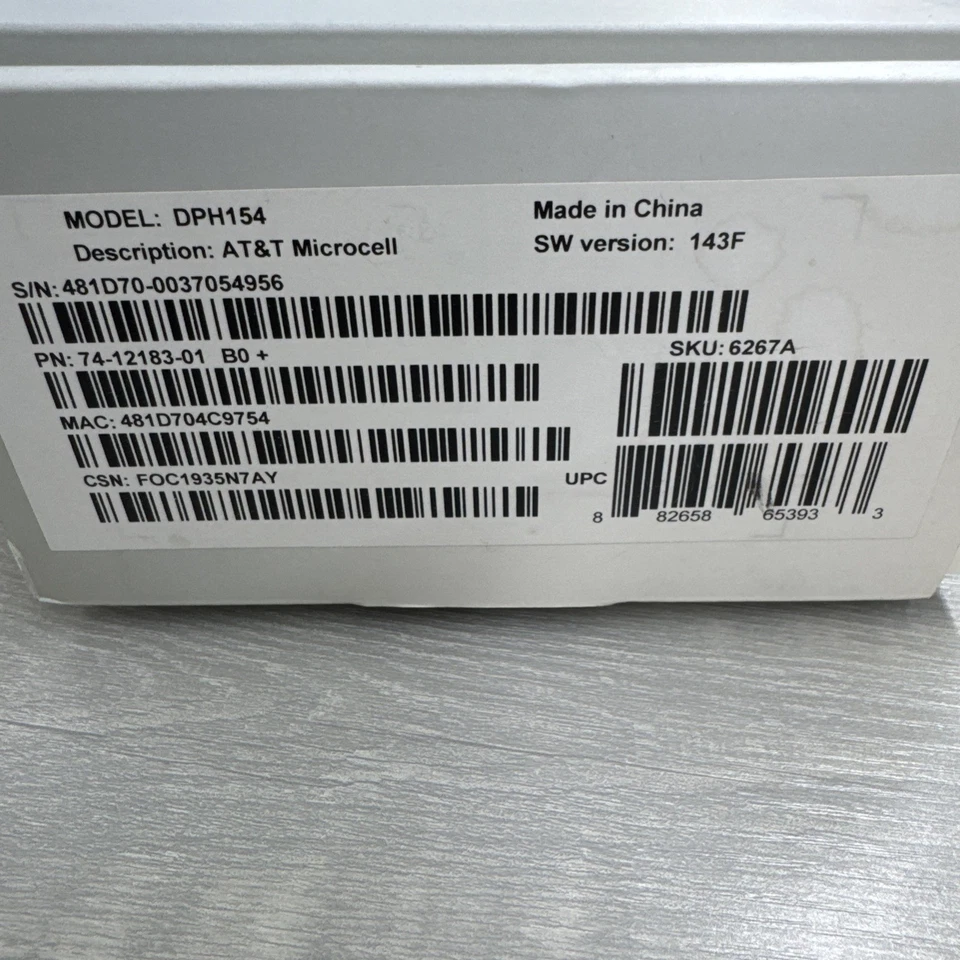 MODEL: DPH154
Description: AT&T Microcell
Made in China
SW version: 143F
S/N: 481D70-0037054956
PN: 74-12183-01 B0 +
SKU: 6267A
MAC: 481D704C9754
CSN: FOC1935N7AY
UPC
8 82658 65393 3